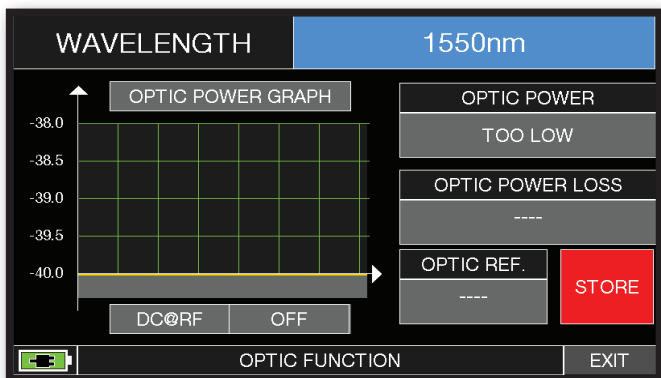 WAVELENGTH 1550nm
OPTIC POWER GRAPH
-38.0
-38.5
-39.0
-39.5
-40.0
DC@RF OFF
OPTIC POWER
TOO LOW
OPTIC POWER LOSS
----
OPTIC REF.
----
STORE
OPTIC FUNCTION EXIT